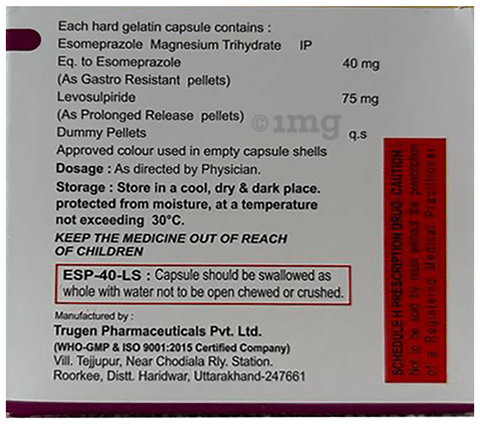 Each hard gelatin capsule contains :
Esomeprazole Magnesium Trihydrate IP
Eq. to Esomeprazole 40 mg
(As Gastro Resistant pellets)
Levosulpiride 75 mg
(As Prolonged Release pellets)
Dummy Pellets q.s
Approved colour used in empty capsule shells
Dosage : As directed by Physician.
Storage : Store in a cool, dry & dark place.
protected from moisture, at a temperature
not exceeding 30°C.
KEEP THE MEDICINE OUT OF REACH
OF CHILDREN
ESP-40-LS : Capsule should be swallowed as
whole with water not to be open chewed or crushed.
Manufactured by :
Trugen Pharmaceuticals Pvt. Ltd.
(WHO-GMP & ISO 9001:2015 Certified Company)
Vill. Tejjupur, Near Chodiala Rly. Station.
Roorkee, Distt. Haridwar, Uttarakhand-247661
SCHEDULE H PRESCRIPTION DRUG- CAUTION
Not to be sold by retail without the prescription
of a Registered Medical Practitioner
©1mg